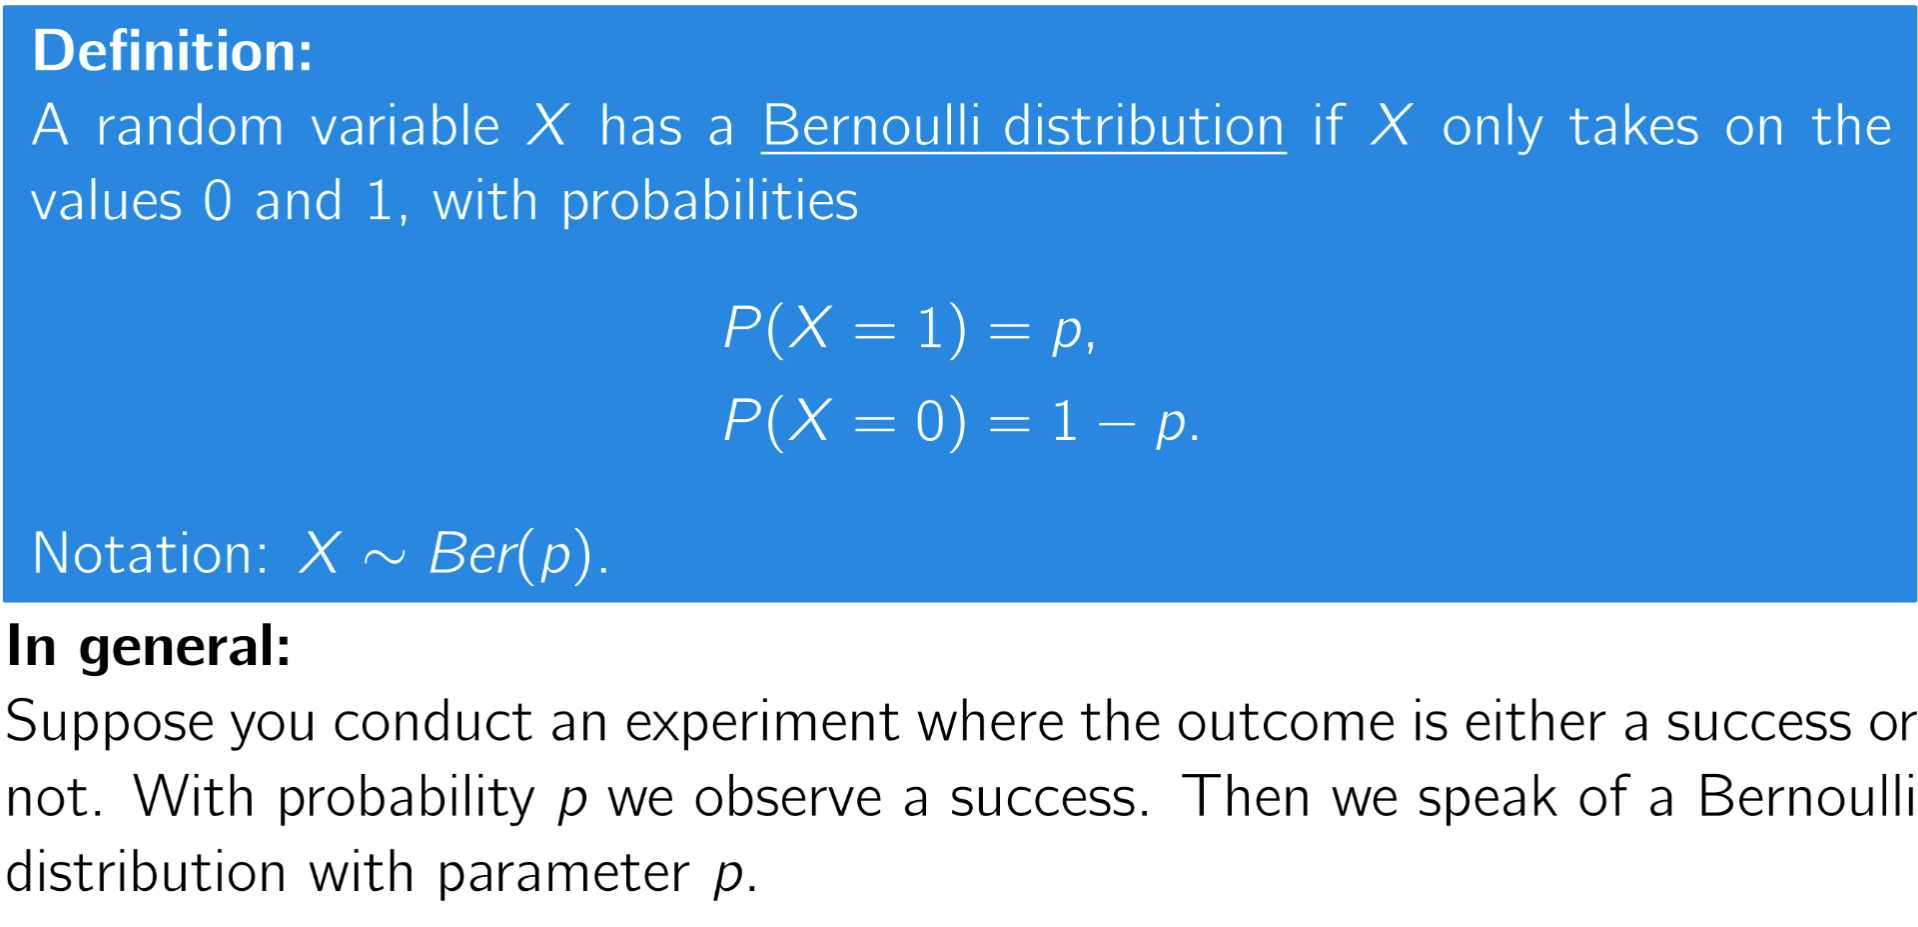 Definition:
A random variable X has a Bernoulli distribution if X only takes on the
values 0 and 1, with probabilities
P(X = 1) = p,
P(X = 0) = 1 − p.
Notation: X ∼ Ber(p).
In general:
Suppose you conduct an experiment where the outcome is either a success or
not. With probability p we observe a success. Then we speak of a Bernoulli
distribution with parameter p.